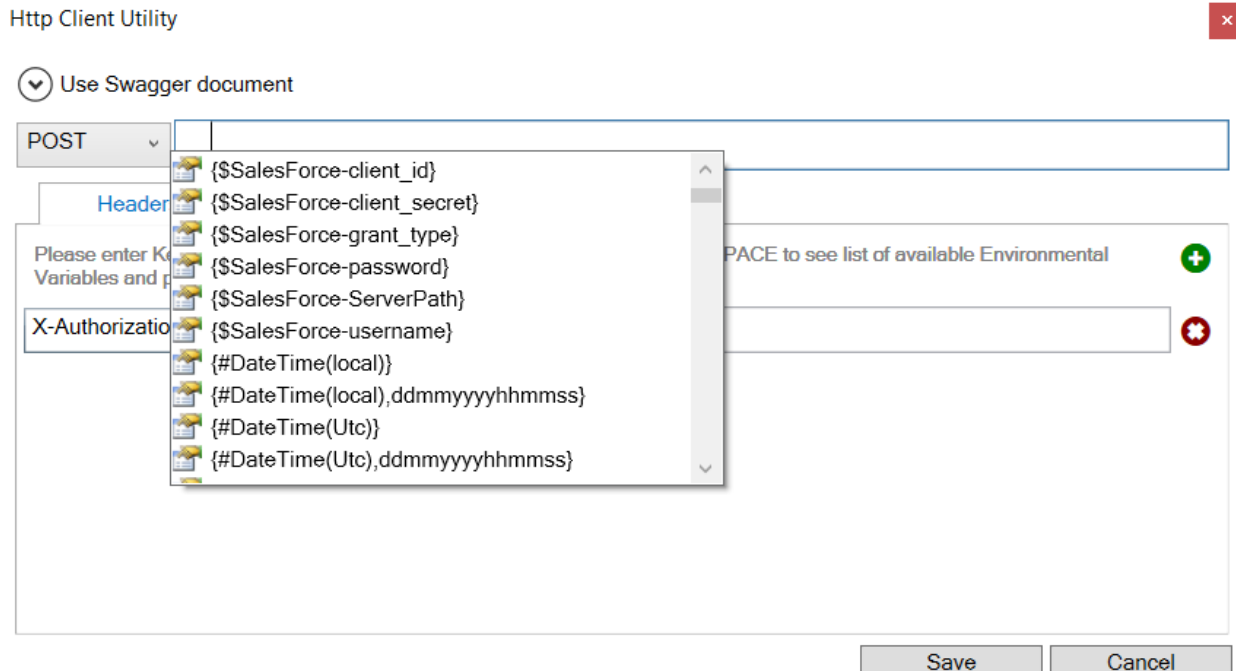 Http Client Utility
Use Swagger document
POST
{$SalesForce-client_id}
{$SalesForce-client_secret}
Header
{$SalesForce-grant_type}
Please enter PACE to see list of available Environmental
{$SalesForce-password}
Variables and
{$SalesForce-ServerPath}
X-Authorizatio
{$SalesForce-username}
{#DateTime(local)}
{#DateTime(local),ddmmyyyyhhmmss}
{#DateTime(Utc)}
{#DateTime(Utc),ddmmyyyyhhmmss}
Save Cancel